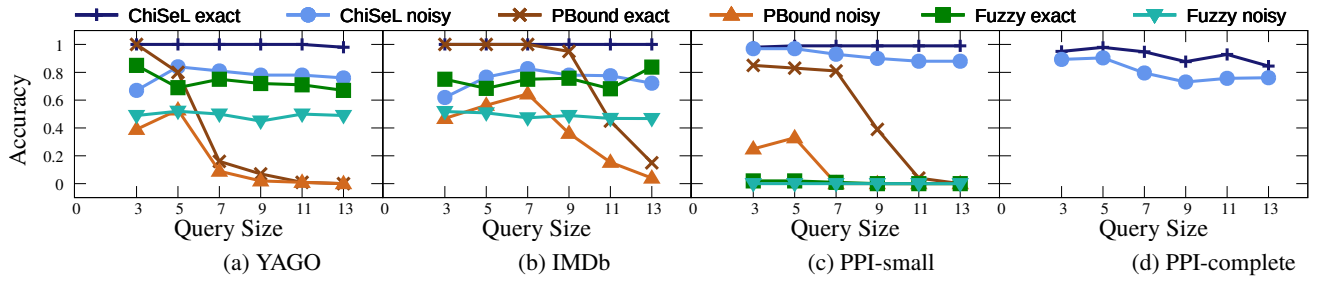 ChiSeL exact ChiSeL noisy PBound exact PBound noisy Fuzzy exact Fuzzy noisy
Accuracy
1
0.8
0.6
0.4
0.2
0
0 3 5 7 9 11 13
0 3 5 7 9 11 13
0 3 5 7 9 11 13
0 3 5 7 9 11 13
Query Size Query Size Query Size Query Size
(a) YAGO (b) IMDb (c) PPI-small (d) PPI-complete